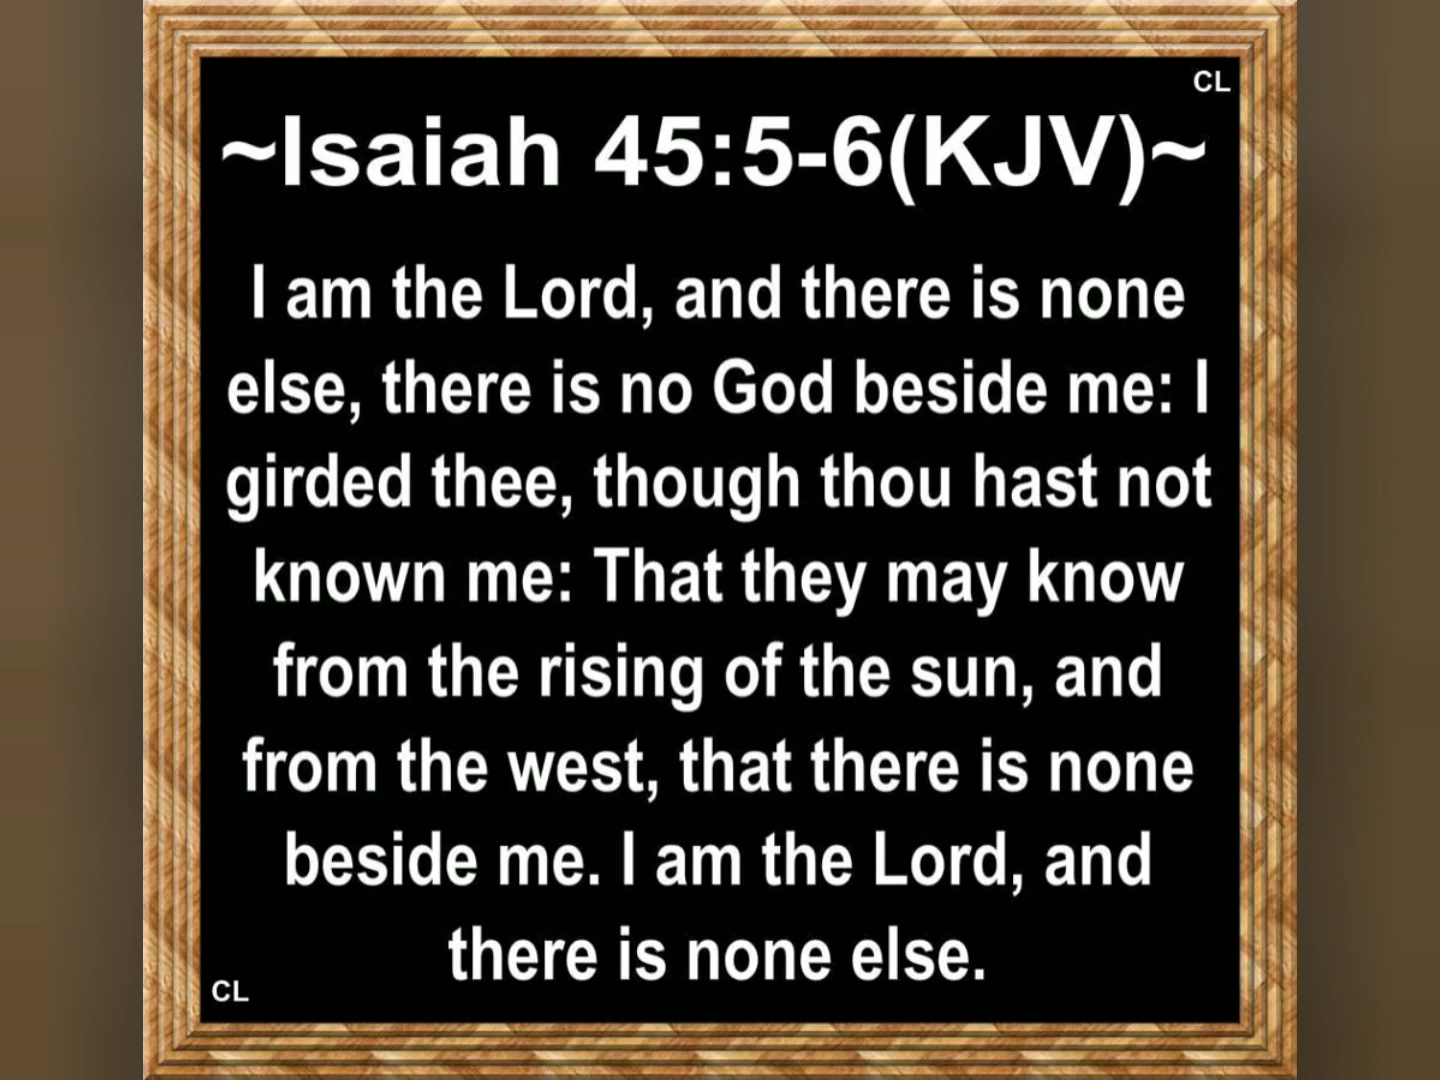 CL
~Isaiah 45:5-6(KJV)~
I am the Lord, and there is none
else, there is no God beside me: I
girded thee, though thou hast not
known me: That they may know
from the rising of the sun, and
from the west, that there is none
beside me. I am the Lord, and
there is none else.
CL